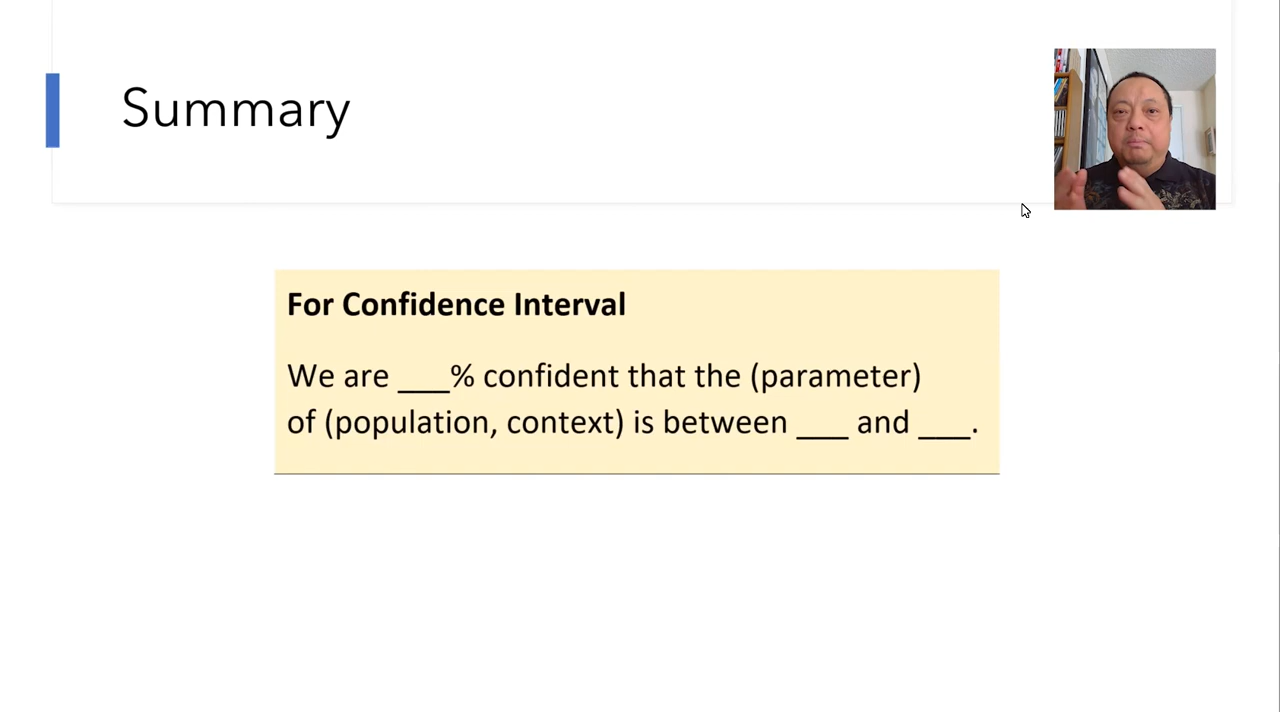 Summary
For Confidence Interval
We are ___% confident that the (parameter)
of (population, context) is between ___ and ___.